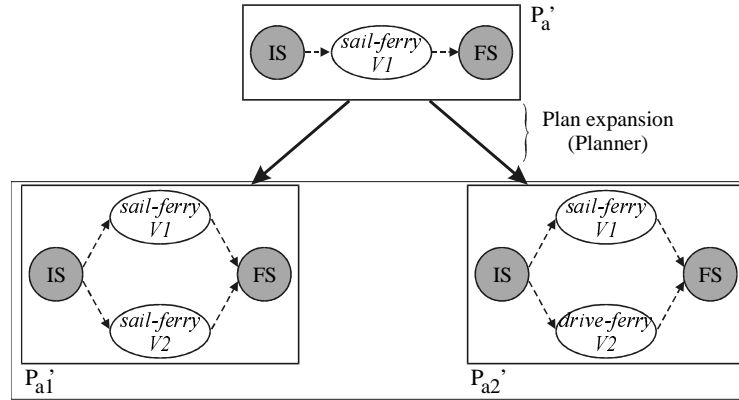 Pa'
IS
sail-ferry
V1
FS
Plan expansion
(Planner)
sail-ferry
V1
IS
FS
sail-ferry
V2
Pa1'
sail-ferry
V1
IS
FS
drive-ferry
V2
Pa2'